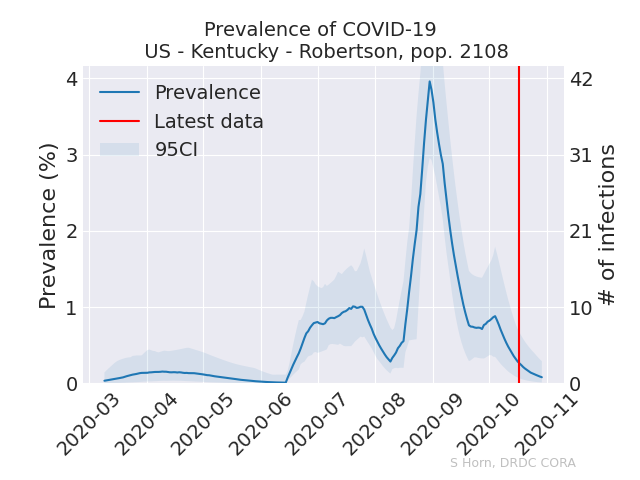 Prevalence of COVID-19
US - Kentucky - Robertson, pop. 2108
Prevalence
Latest data
95CI
Prevalence (%)
4
3
2
1
0
42
31
21
10
0
# of infections
2020-03
2020-04
2020-05
2020-06
2020-07
2020-08
2020-09
2020-10
2020-11
S Horn, DRDC CORA